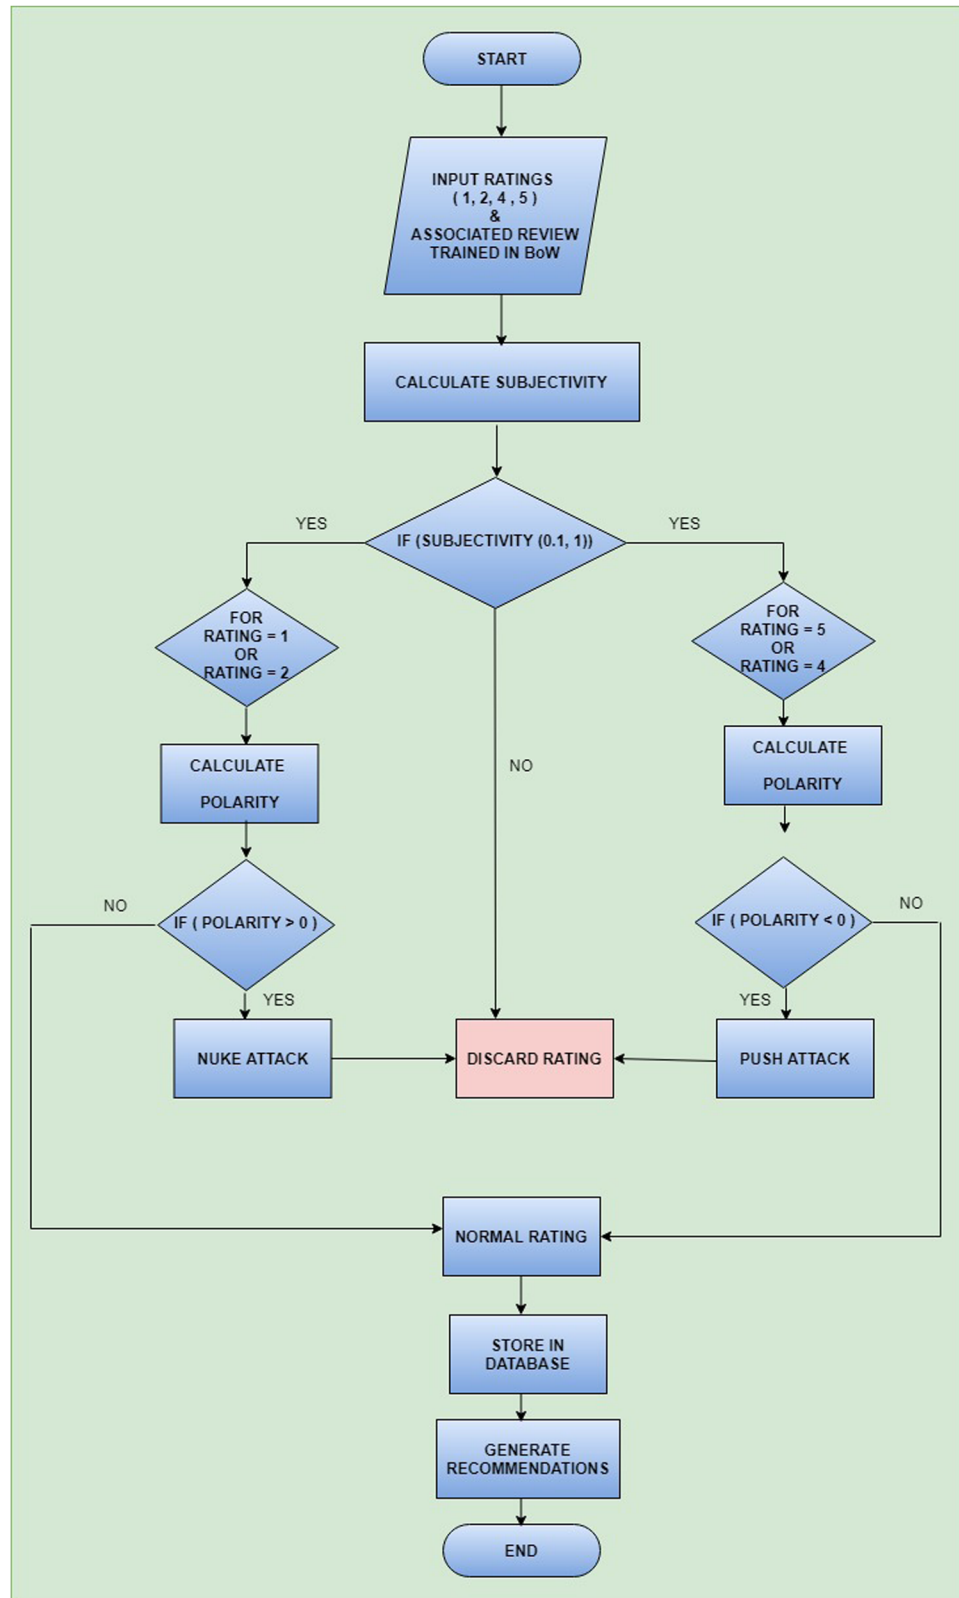 START
INPUT RATINGS
( 1, 2, 4 , 5 )
&
ASSOCIATED REVIEW
TRAINED IN BoW
CALCULATE SUBJECTIVITY
YES
IF (SUBJECTIVITY (0.1, 1))
YES
FOR
RATING = 1
OR
RATING = 2
FOR
RATING = 5
OR
RATING = 4
CALCULATE
POLARITY
NO
CALCULATE
POLARITY
NO
IF ( POLARITY > 0 )
IF ( POLARITY < 0 )
NO
YES
YES
NUKE ATTACK
DISCARD RATING
PUSH ATTACK
NORMAL RATING
STORE IN
DATABASE
GENERATE
RECOMMENDATIONS
END